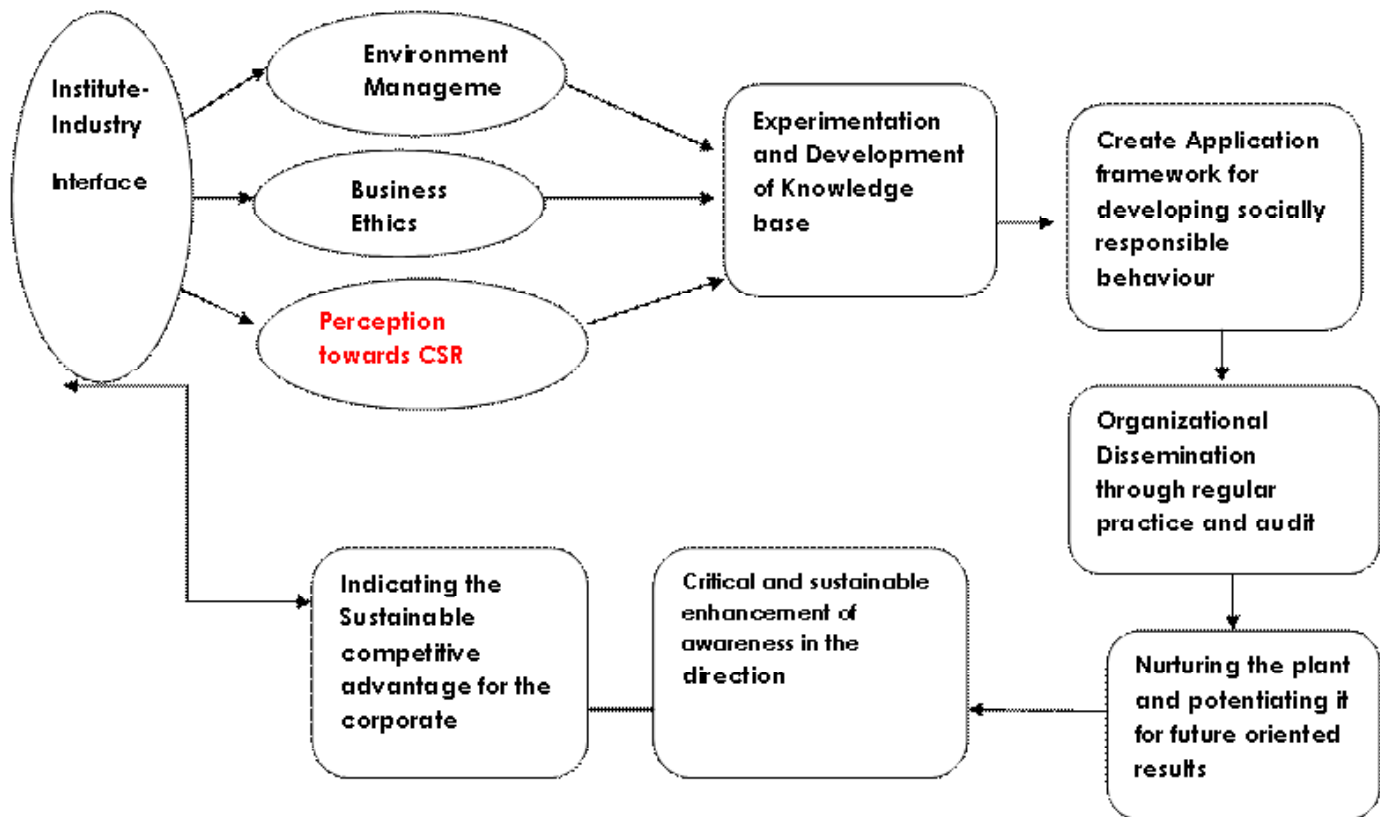 Institute-
Industry
Interface
Environment
Manageme
Business
Ethics
Perception
towards CSR
Experimentation
and Development
of Knowledge
base
Create Application
framework for
developing socially
responsible
behaviour
Organizational
Dissemination
through regular
practice and audit
Nurturing the plant
and potentiating it
for future oriented
results
Critical and sustainable
enhancement of
awareness in the
direction
Indicating the
Sustainable
competitive
advantage for the
corporate